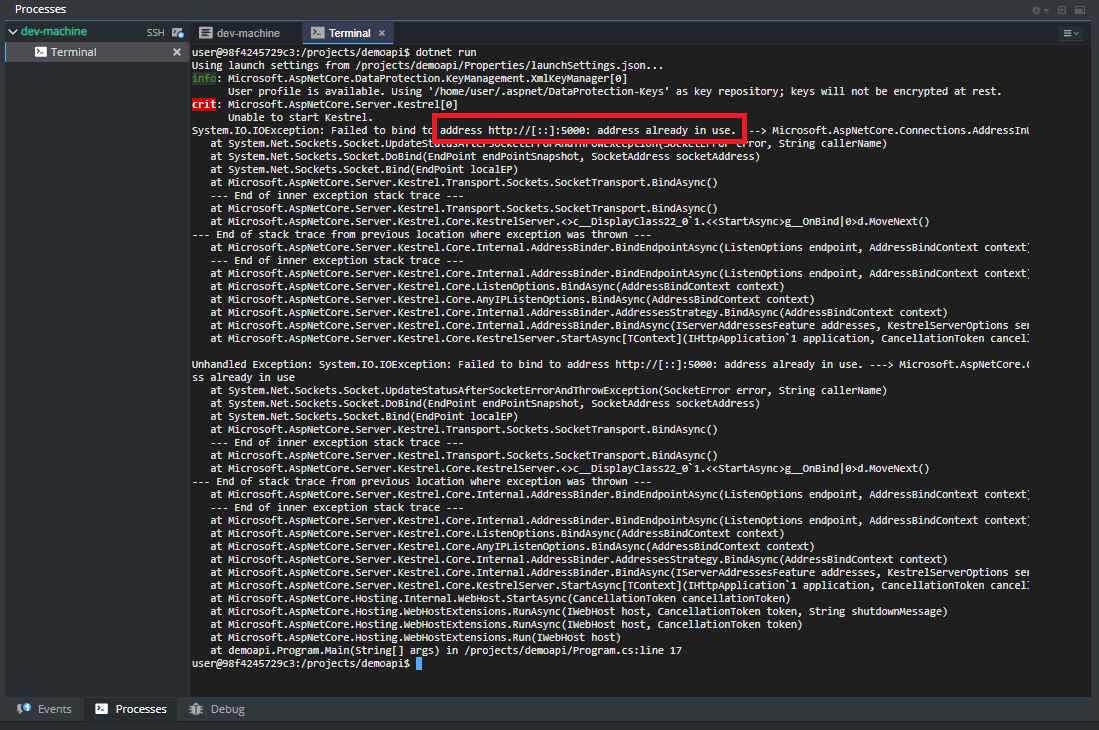 Processes
dev-machine SSH
Terminal
dev-machine
Terminal
user@98f4245729c3:/projects/demoapi$ dotnet run
Using launch settings from /projects/demoapi/Properties/launchSettings.json...
info: Microsoft.AspNetCore.DataProtection.KeyManagement.XmlKeyManager[0]
User profile is available. Using '/home/user/.aspnet/DataProtection-Keys' as key repository; keys will not be encrypted at rest.
crit: Microsoft.AspNetCore.Server.Kestrel[0]
Unable to start Kestrel.
System.IO.IOException: Failed to bind to address http://[::]:5000: address already in use. --> Microsoft.AspNetCore.Connections.AddressInU
at System.Net.Sockets.Socket.UpdateStatusAfterSocketErrorAndThrowException(SocketError error, String callerName)
at System.Net.Sockets.Socket.DoBind(EndPoint endPointSnapshot, SocketAddress socketAddress)
at System.Net.Sockets.Socket.Bind(EndPoint localEP)
at Microsoft.AspNetCore.Server.Kestrel.Transport.Sockets.SocketTransport.BindAsync()
--- End of inner exception stack trace ---
at Microsoft.AspNetCore.Server.Kestrel.Transport.Sockets.SocketTransport.BindAsync()
at Microsoft.AspNetCore.Server.Kestrel.Core.KestrelServer.<>c__DisplayClass22_0`1.<<StartAsync>g__OnBind|0>d.MoveNext()
--- End of stack trace from previous location where exception was thrown ---
at Microsoft.AspNetCore.Server.Kestrel.Core.Internal.AddressBinder.BindEndpointAsync(ListenOptions endpoint, AddressBindContext context)
--- End of inner exception stack trace ---
at Microsoft.AspNetCore.Server.Kestrel.Core.Internal.AddressBinder.BindEndpointAsync(ListenOptions endpoint, AddressBindContext context)
at Microsoft.AspNetCore.Server.Kestrel.Core.ListenOptions.BindAsync(AddressBindContext context)
at Microsoft.AspNetCore.Server.Kestrel.Core.AnyIPListenOptions.BindAsync(AddressBindContext context)
at Microsoft.AspNetCore.Server.Kestrel.Core.Internal.AddressBinder.AddressesStrategy.BindAsync(AddressBindContext context)
at Microsoft.AspNetCore.Server.Kestrel.Core.Internal.AddressBinder.BindAsync(IServerAddressesFeature addresses, KestrelServerOptions ser
at Microsoft.AspNetCore.Server.Kestrel.Core.KestrelServer.StartAsync[TContext](IHttpApplication`1 application, CancellationToken cancell

Unhandled Exception: System.IO.IOException: Failed to bind to address http://[::]:5000: address already in use. ---> Microsoft.AspNetCore.C
ss already in use
at System.Net.Sockets.Socket.UpdateStatusAfterSocketErrorAndThrowException(SocketError error, String callerName)
at System.Net.Sockets.Socket.DoBind(EndPoint endPointSnapshot, SocketAddress socketAddress)
at System.Net.Sockets.Socket.Bind(EndPoint localEP)
at Microsoft.AspNetCore.Server.Kestrel.Transport.Sockets.SocketTransport.BindAsync()
--- End of inner exception stack trace ---
at Microsoft.AspNetCore.Server.Kestrel.Transport.Sockets.SocketTransport.BindAsync()
at Microsoft.AspNetCore.Server.Kestrel.Core.KestrelServer.<>c__DisplayClass22_0`1.<<StartAsync>g__OnBind|0>d.MoveNext()
--- End of stack trace from previous location where exception was thrown ---
at Microsoft.AspNetCore.Server.Kestrel.Core.Internal.AddressBinder.BindEndpointAsync(ListenOptions endpoint, AddressBindContext context)
--- End of inner exception stack trace ---
at Microsoft.AspNetCore.Server.Kestrel.Core.Internal.AddressBinder.BindEndpointAsync(ListenOptions endpoint, AddressBindContext context)
at Microsoft.AspNetCore.Server.Kestrel.Core.ListenOptions.BindAsync(AddressBindContext context)
at Microsoft.AspNetCore.Server.Kestrel.Core.AnyIPListenOptions.BindAsync(AddressBindContext context)
at Microsoft.AspNetCore.Server.Kestrel.Core.Internal.AddressBinder.AddressesStrategy.BindAsync(AddressBindContext context)
at Microsoft.AspNetCore.Server.Kestrel.Core.Internal.AddressBinder.BindAsync(IServerAddressesFeature addresses, KestrelServerOptions ser
at Microsoft.AspNetCore.Server.Kestrel.Core.KestrelServer.StartAsync[TContext](IHttpApplication`1 application, CancellationToken cancell
at Microsoft.AspNetCore.Hosting.Internal.WebHost.StartAsync(CancellationToken cancellationToken)
at Microsoft.AspNetCore.Hosting.WebHostExtensions.RunAsync(IWebHost host, CancellationToken token, String shutdownMessage)
at Microsoft.AspNetCore.Hosting.WebHostExtensions.RunAsync(IWebHost host, CancellationToken token)
at Microsoft.AspNetCore.Hosting.WebHostExtensions.Run(IWebHost host)
at demoapi.Program.Main(String[] args) in /projects/demoapi/Program.cs:line 17
user@98f4245729c3:/projects/demoapi$
Events Processes Debug